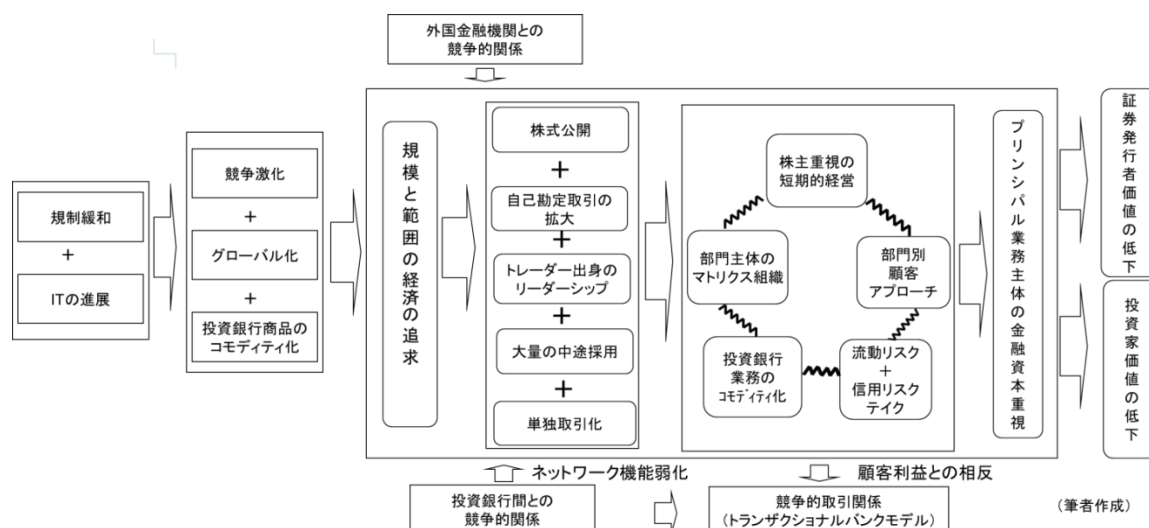 外国金融機関との
競争的関係
規制緩和
+
ITの進展
競争激化
+
グローバル化
+
投資銀行商品の
コモディティ化
規模と範囲の経済の追求
株式公開
+
自己勘定取引の
拡大
+
トレーダー出身の
リーダーシップ
+
大量の中途採用
+
単独取引化
株主重視の
短期的経営
部門主体の
マトリクス組織
部門別
顧客
アプローチ
投資銀行
業務の
ｺﾓﾃﾞｨﾃｨ化
流動リスク
+
信用リスク
テイク
プリンシパル業務主体の金融資本重視
証券発行者価値の低下
投資家価値の低下
ネットワーク機能弱化
顧客利益との相反
投資銀行間との
競争的関係
競争的取引関係
(トランザクショナルバンクモデル)
(筆者作成)